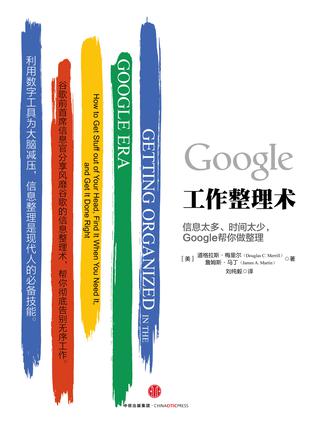 利用数字工具为大脑减压，信息整理是现代人的必备技能。
谷歌前首席信息官分享风靡谷歌的信息整理术，帮你彻底告别无序工作。
How to Get Stuff out of Your Head, Find It When You Need It,
and Get It Done Right
GETTING ORGANIZED IN THE
GOOGLE ERA
Google
工作整理术
信息太多、时间太少，
Google帮你做整理
[美] 道格拉斯·梅里尔（Douglas C. Merrill）
詹姆斯·马丁（James A. Martin） 著
刘纯毅 译
中信出版集团·CHINACITICPRESS